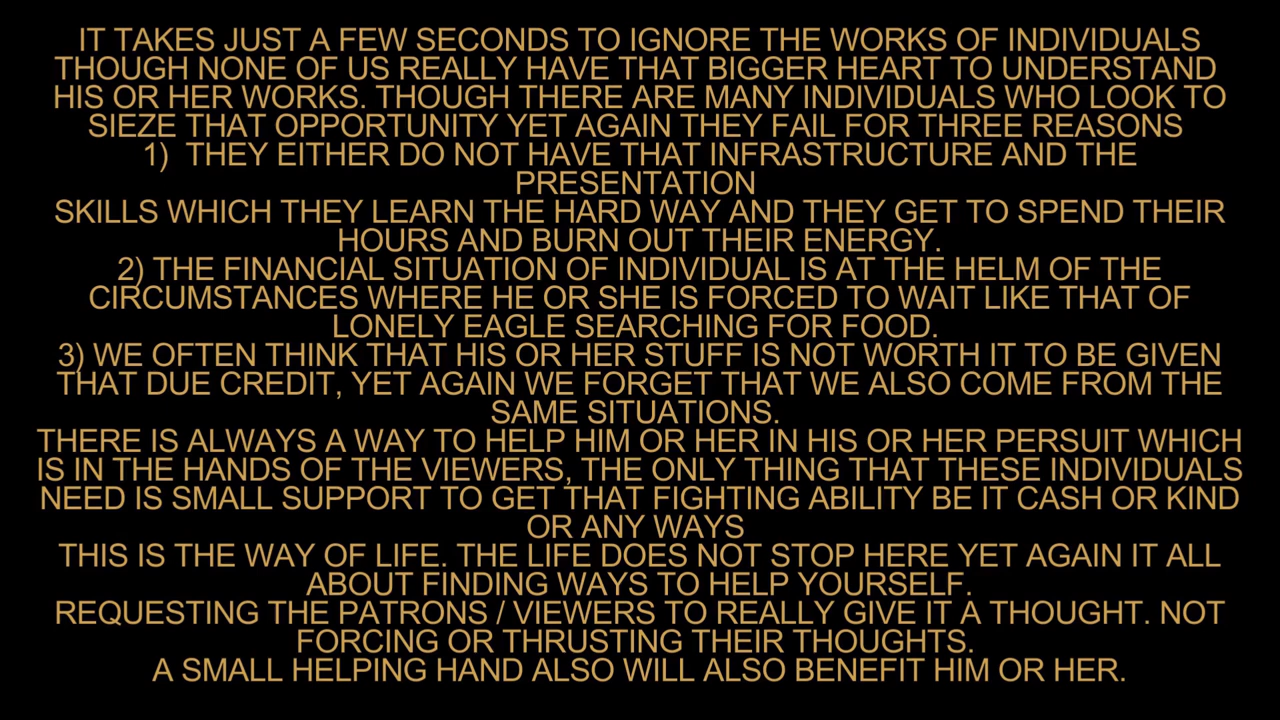 IT TAKES JUST A FEW SECONDS TO IGNORE THE WORKS OF INDIVIDUALS
THOUGH NONE OF US REALLY HAVE THAT BIGGER HEART TO UNDERSTAND
HIS OR HER WORKS. THOUGH THERE ARE MANY INDIVIDUALS WHO LOOK TO
SIEZE THAT OPPORTUNITY YET AGAIN THEY FAIL FOR THREE REASONS
1) THEY EITHER DO NOT HAVE THAT INFRASTRUCTURE AND THE
PRESENTATION
SKILLS WHICH THEY LEARN THE HARD WAY AND THEY GET TO SPEND THEIR
HOURS AND BURN OUT THEIR ENERGY.
2) THE FINANCIAL SITUATION OF INDIVIDUAL IS AT THE HELM OF THE
CIRCUMSTANCES WHERE HE OR SHE IS FORCED TO WAIT LIKE THAT OF
LONELY EAGLE SEARCHING FOR FOOD.
3) WE OFTEN THINK THAT HIS OR HER STUFF IS NOT WORTH IT TO BE GIVEN
THAT DUE CREDIT, YET AGAIN WE FORGET THAT WE ALSO COME FROM THE
SAME SITUATIONS.
THERE IS ALWAYS A WAY TO HELP HIM OR HER IN HIS OR HER PERSUIT WHICH
IS IN THE HANDS OF THE VIEWERS, THE ONLY THING THAT THESE INDIVIDUALS
NEED IS SMALL SUPPORT TO GET THAT FIGHTING ABILITY BE IT CASH OR KIND
OR ANY WAYS
THIS IS THE WAY OF LIFE. THE LIFE DOES NOT STOP HERE YET AGAIN IT ALL
ABOUT FINDING WAYS TO HELP YOURSELF.
REQUESTING THE PATRONS / VIEWERS TO REALLY GIVE IT A THOUGHT. NOT
FORCING OR THRUSTING THEIR THOUGHTS.
A SMALL HELPING HAND ALSO WILL ALSO BENEFIT HIM OR HER.